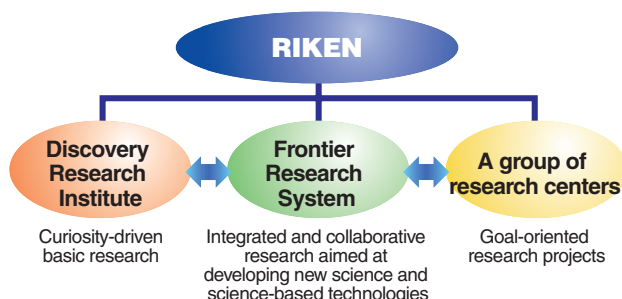 RIKEN
Discovery
Research
Institute
Frontier
Research
System
A group of
research centers
Curiosity-driven
basic research
Integrated and collaborative
research aimed at
developing new science and
science-based technologies
Goal-oriented
research projects